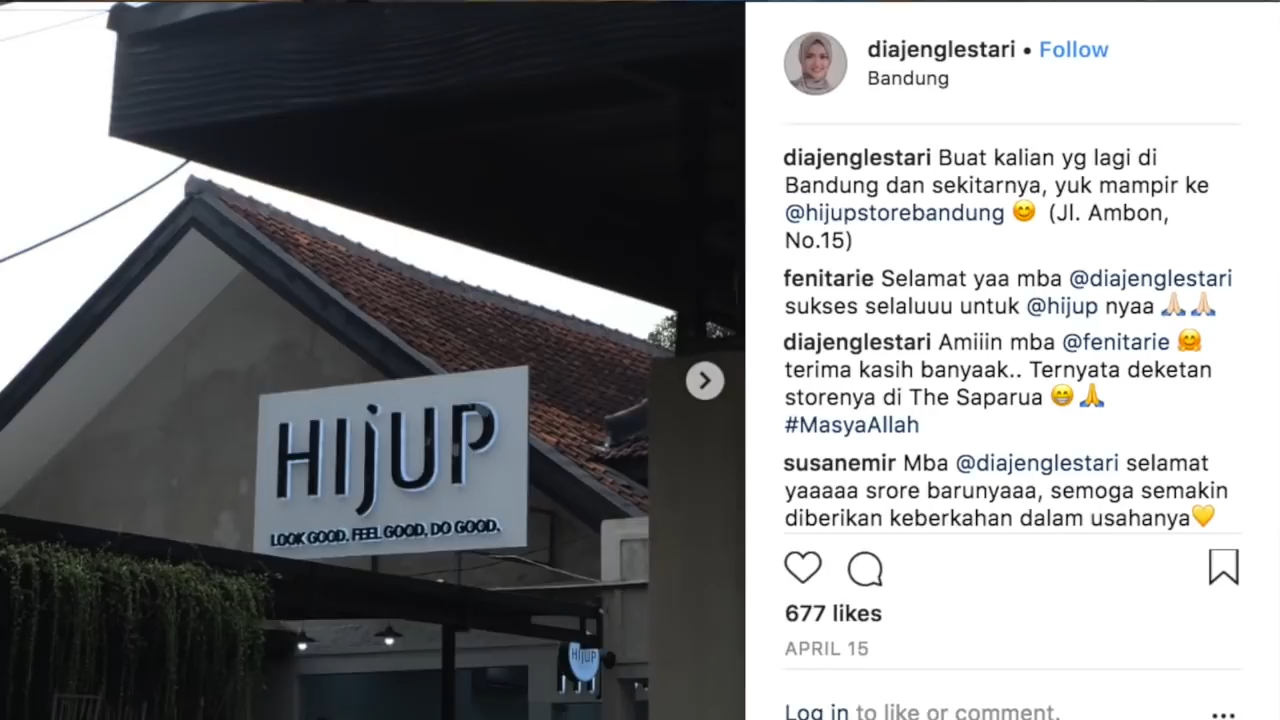 HIJUP
LOOK GOOD. FEEL GOOD, DO GOOD.
HIJUP
diajenglestari • Follow
Bandung
diajenglestari Buat kalian yg lagi di
Bandung dan sekitarnya, yuk mampir ke
@hijupstorebandung 😊 (Jl. Ambon,
No.15)
fenitarie Selamat yaa mba @diajenglestari
sukses selaluuu untuk @hijup nyaa 🙏🏻🙏🏻
diajenglestari Amiiin mba @fenitarie 🤗
terima kasih banyaak.. Ternyata deketan
storenya di The Saparua 😁🙏
#MasyaAllah
susanemir Mba @diajenglestari selamat
yaaaaa srore barunyaaa, semoga semakin
diberikan keberkahan dalam usahanya💛
677 likes
APRIL 15
Log in to like or comment.